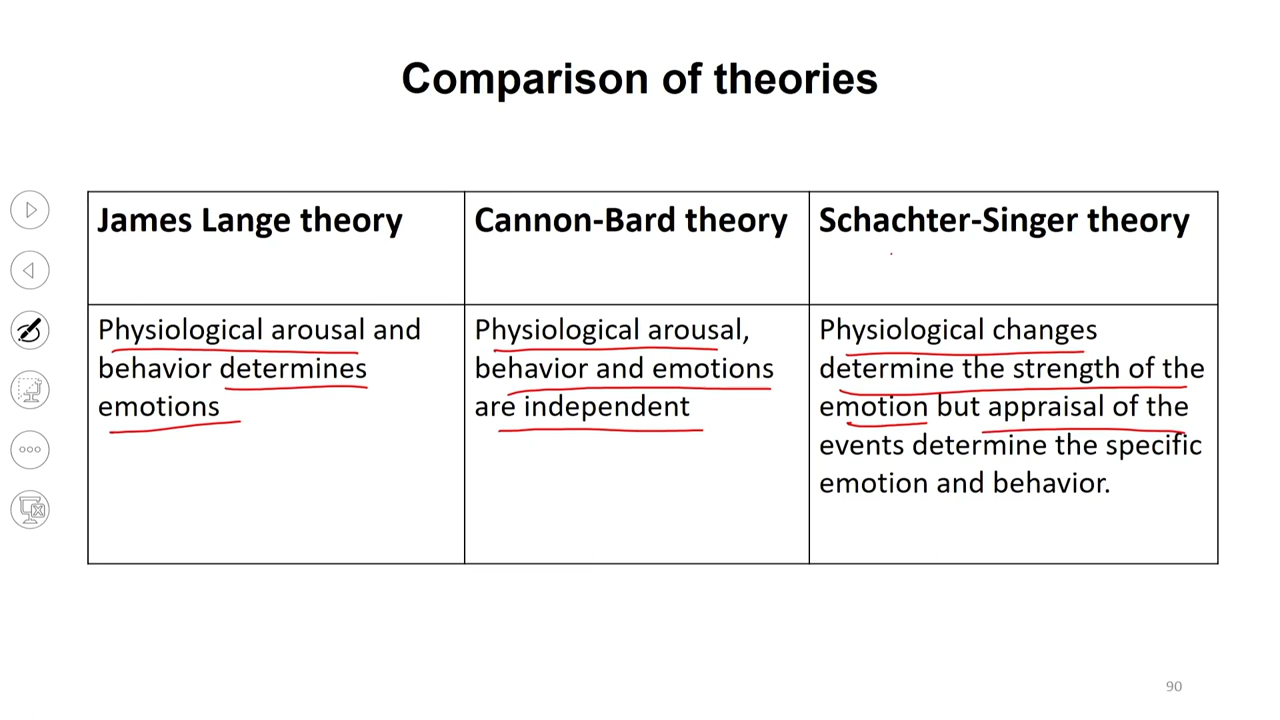 Comparison of theories
James Lange theory
Cannon-Bard theory
Schachter-Singer theory
Physiological arousal and
behavior determines
emotions
Physiological arousal,
behavior and emotions
are independent
Physiological changes
determine the strength of the
emotion but appraisal of the
events determine the specific
emotion and behavior.
90